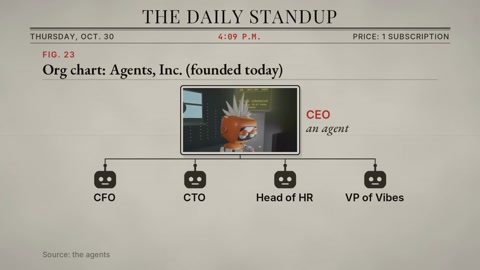 THE DAILY STANDUP
THURSDAY, OCT. 30 4:09 P.M. PRICE: 1 SUBSCRIPTION
FIG. 23
Org chart: Agents, Inc. (founded today)
CEO
an agent
CFO CTO Head of HR VP of Vibes
Source: the agents